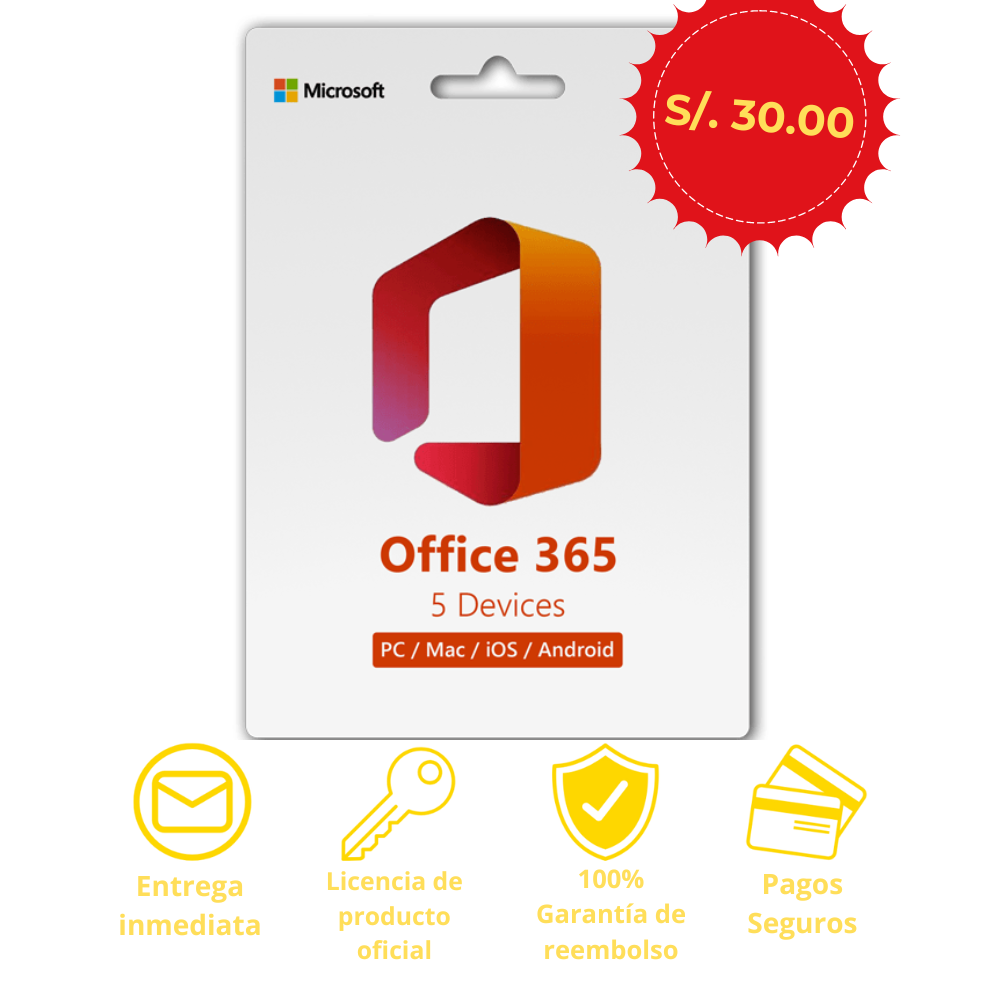 Microsoft
S/. 30.00
Office 365
5 Devices
PC / Mac / iOS / Android
Entrega
inmediata
Licencia de
producto
oficial
100%
Garantía de
reembolso
Pagos
Seguros